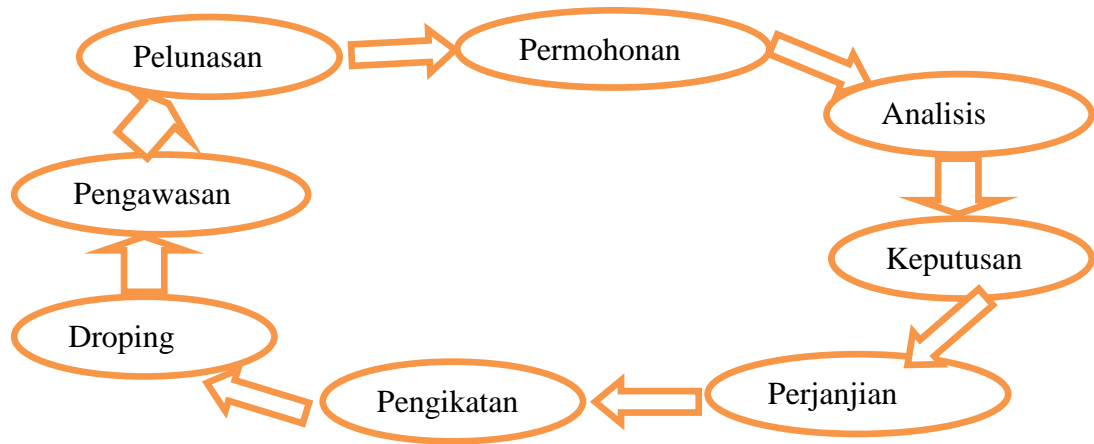 Pelunasan
Permohonan
Analisis
Pengawasan
Keputusan
Droping
Pengikatan
Perjanjian